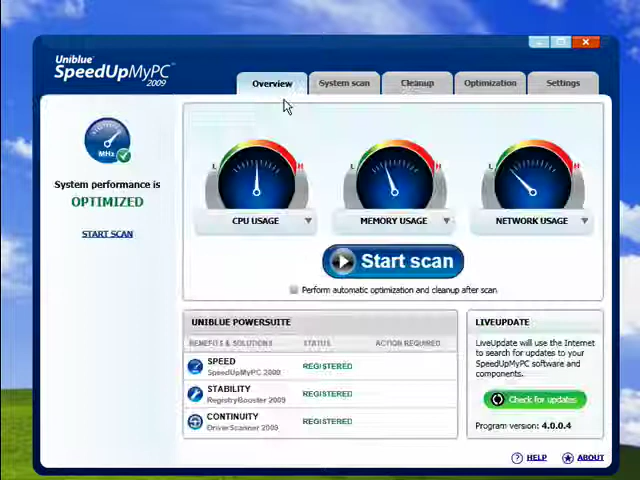 Uniblue
SpeedUpMyPC™
2009
Overview
System scan
Cleanup
Optimization
Settings
MHz
System performance is
OPTIMIZED
START SCAN
L H
L H
L H
CPU USAGE
MEMORY USAGE
NETWORK USAGE
Start scan
Perform automatic optimization and cleanup after scan
UNIBLUE POWERSUITE
BENEFITS & SOLUTIONS STATUS ACTION REQUIRED
SPEED
SpeedUpMyPC 2009
REGISTERED
STABILITY
RegistryBooster 2009
REGISTERED
CONTINUITY
DriverScanner 2009
REGISTERED
LIVEUPDATE
LiveUpdate will use the Internet
to search for updates to your
SpeedUpMyPC software and
components.
Check for updates
Program version: 4.0.0.4
HELP
ABOUT